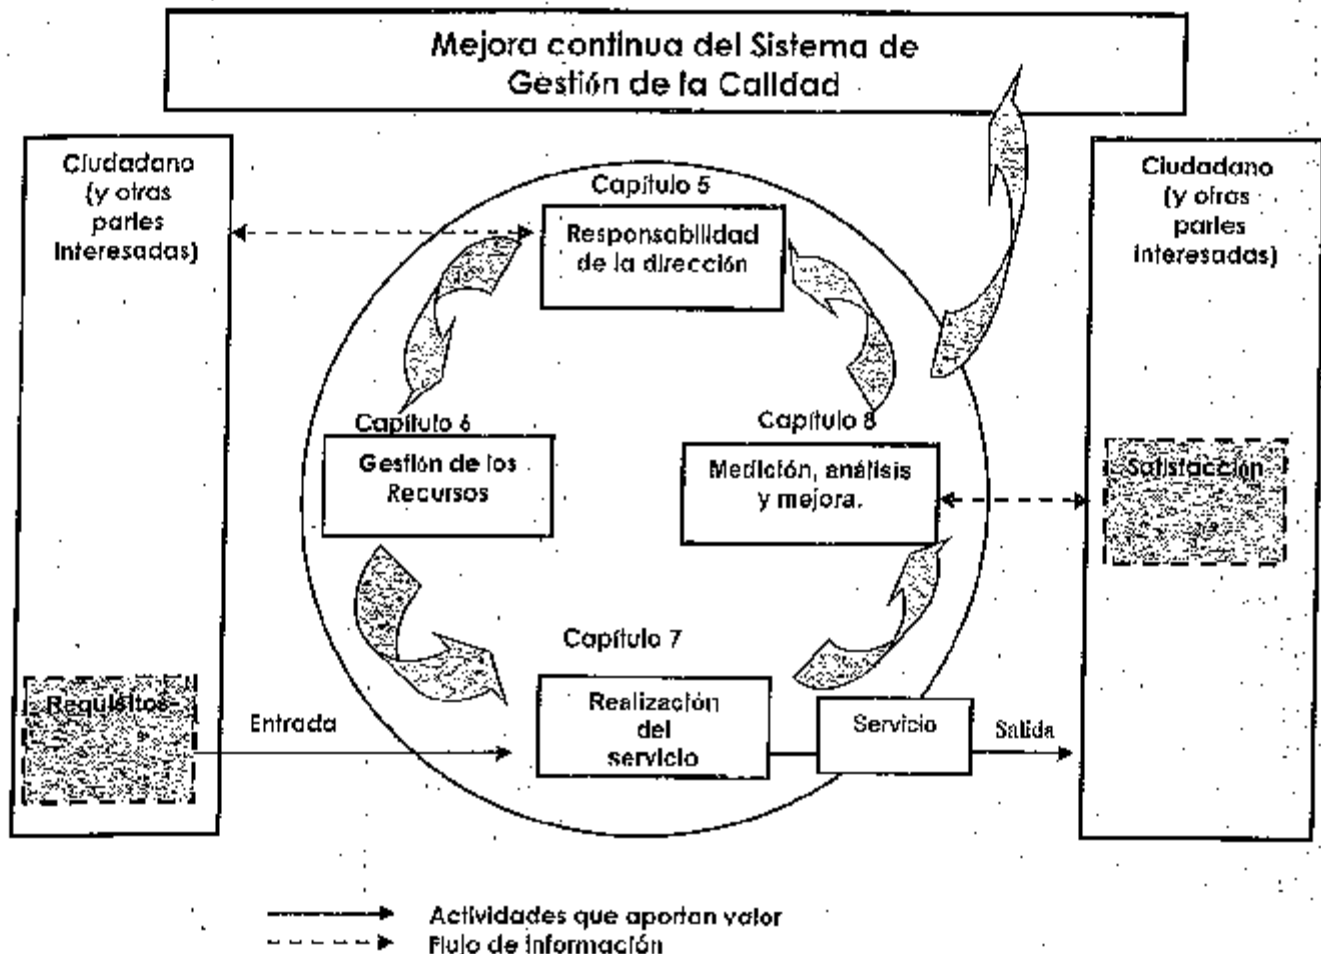 Mejora continua del Sistema de
Gestión de la Calidad
Ciudadano
(y otras
partes
interesadas)
Capítulo 5
Responsabilidad
de la dirección
Ciudadano
(y otras
partes
interesadas)
Capítulo 6
Gestión de los
Recursos
Capítulo 8
Medición, análisis
y mejora.
Satisfacción
Capítulo 7
Realización
del
servicio
Requisitos
Entrada
Servicio
Salida
Actividades que aportan valor
Flujo de información